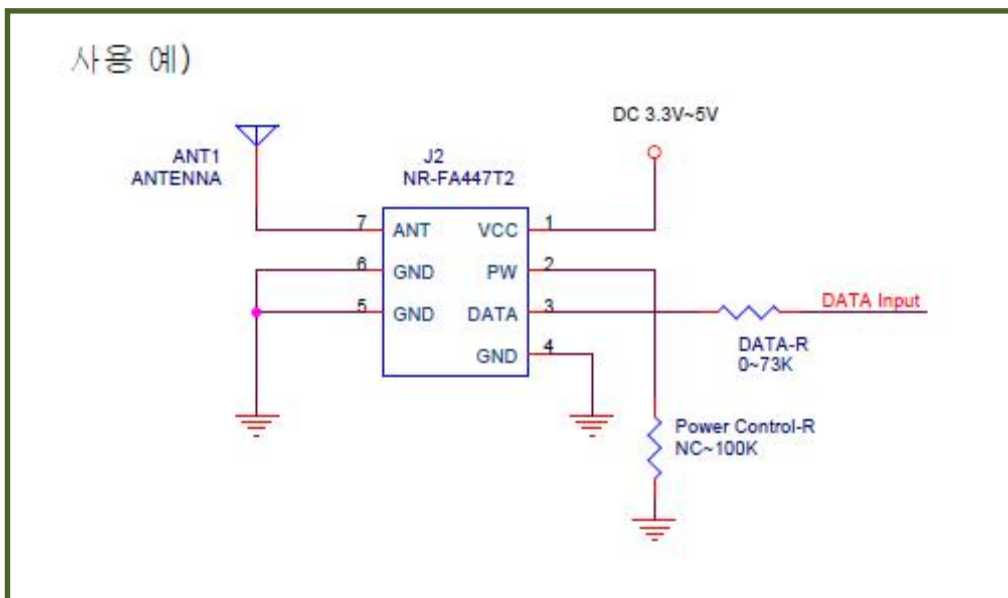 사용 예)
DC 3.3V~5V
ANT1
ANTENNA
J2
NR-FA447T2
7 ANT VCC 1
6 GND PW 2
5 GND DATA 3
GND 4
DATA Input
DATA-R
0~73K
Power Control-R
NC~100K